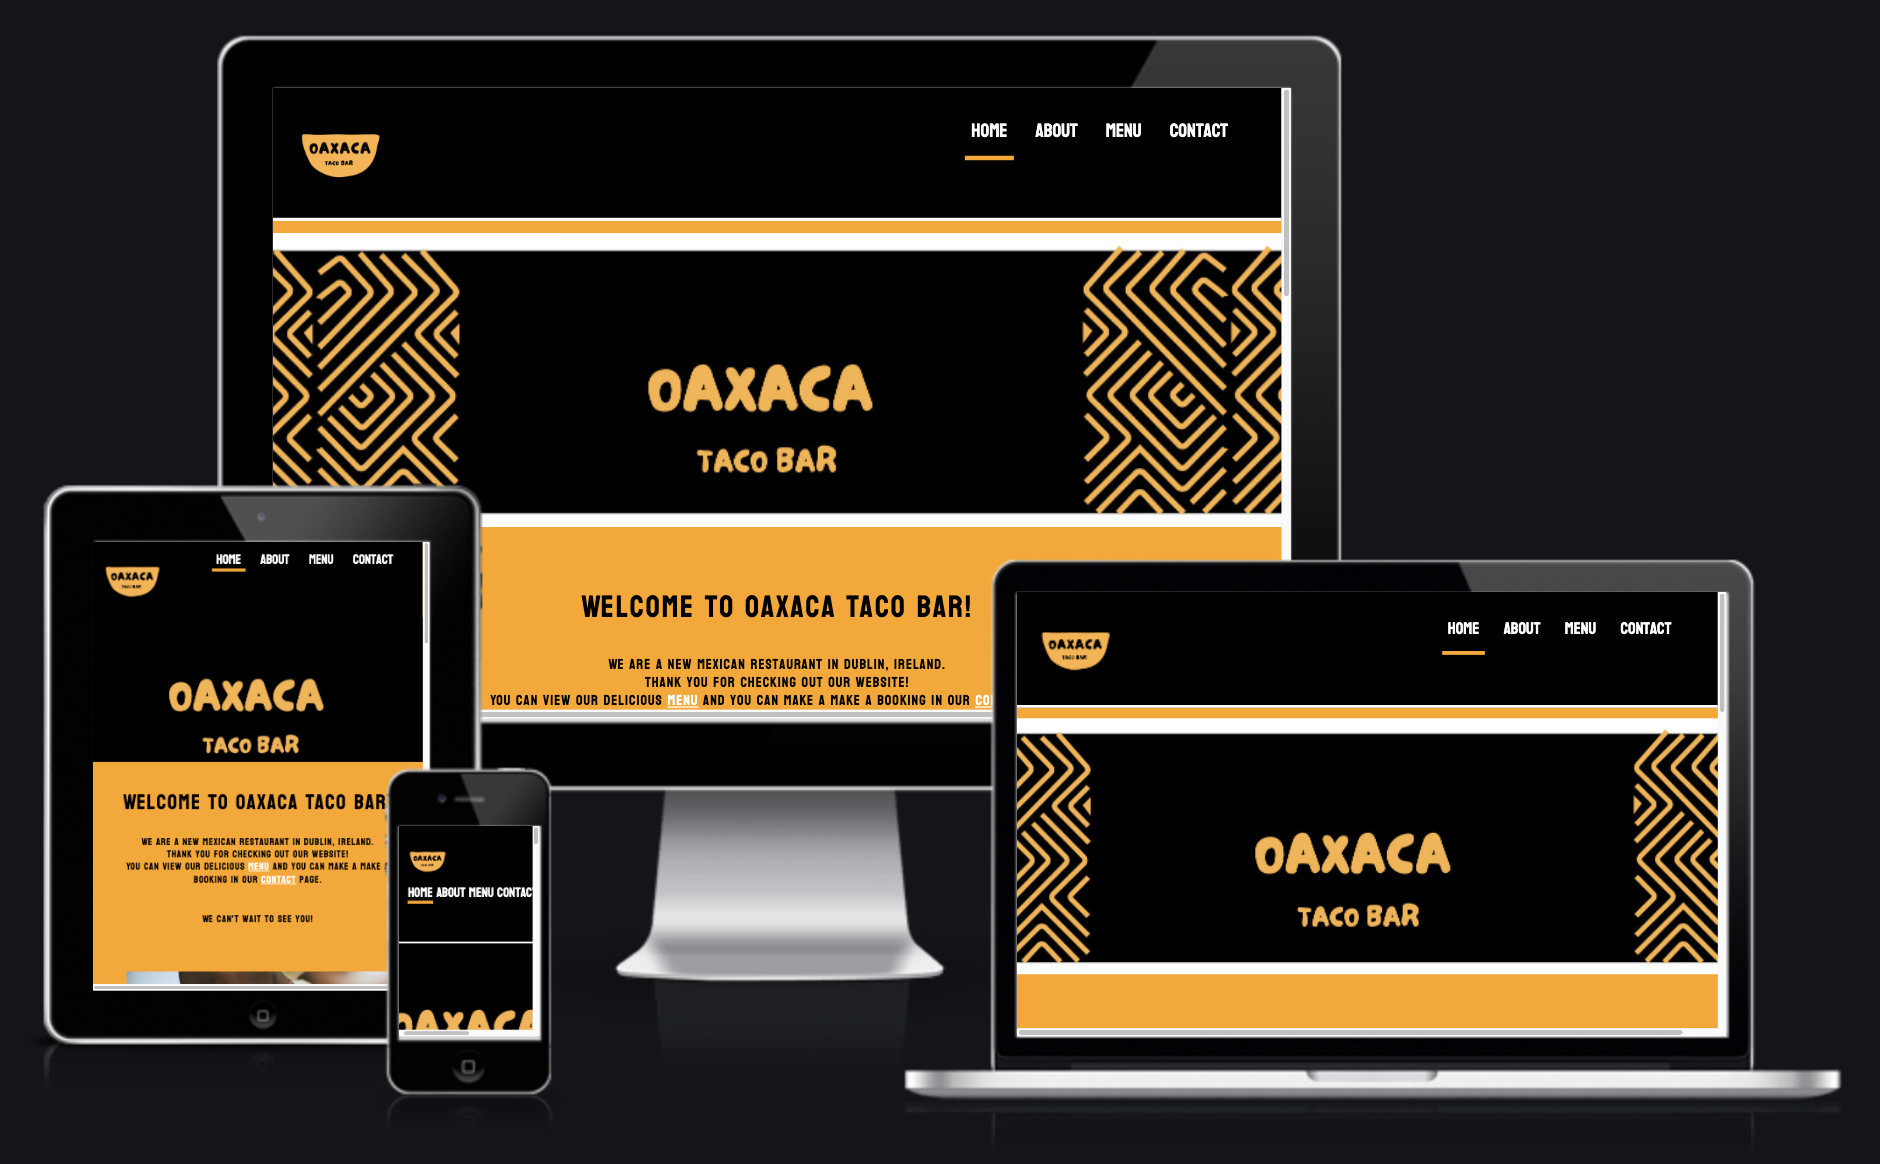 OAXACA
TACO BAR
HOME ABOUT MENU CONTACT
OAXACA
TACO BAR
WELCOME TO OAXACA TACO BAR!
WE ARE A NEW MEXICAN RESTAURANT IN DUBLIN, IRELAND.
THANK YOU FOR CHECKING OUT OUR WEBSITE!
YOU CAN VIEW OUR DELICIOUS MENU AND YOU CAN MAKE A MAKE A BOOKING IN OUR
OAXACA
TACO BAR
HOME ABOUT MENU CONTACT
OAXACA
TACO BAR
WELCOME TO OAXACA TACO BAR
WE ARE A NEW MEXICAN RESTAURANT IN DUBLIN, IRELAND.
THANK YOU FOR CHECKING OUT OUR WEBSITE!
YOU CAN VIEW OUR DELICIOUS MENU AND YOU CAN MAKE A MAKE
BOOKING IN OUR CONTACT PAGE.
WE CAN'T WAIT TO SEE YOU!
OAXACA
HOME ABOUT MENU CONTACT
OAXACA
OAXACA
TACO BAR
HOME ABOUT MENU CONTACT
OAXACA
TACO BAR